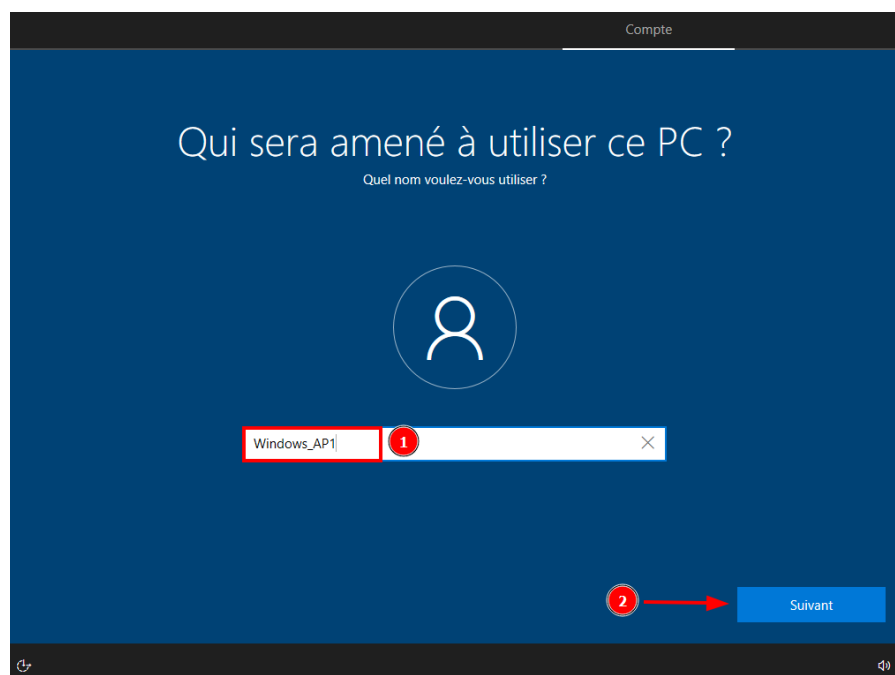 Compte
Qui sera amené à utiliser ce PC ?
Quel nom voulez-vous utiliser ?
Windows_AP1
1
2
Suivant